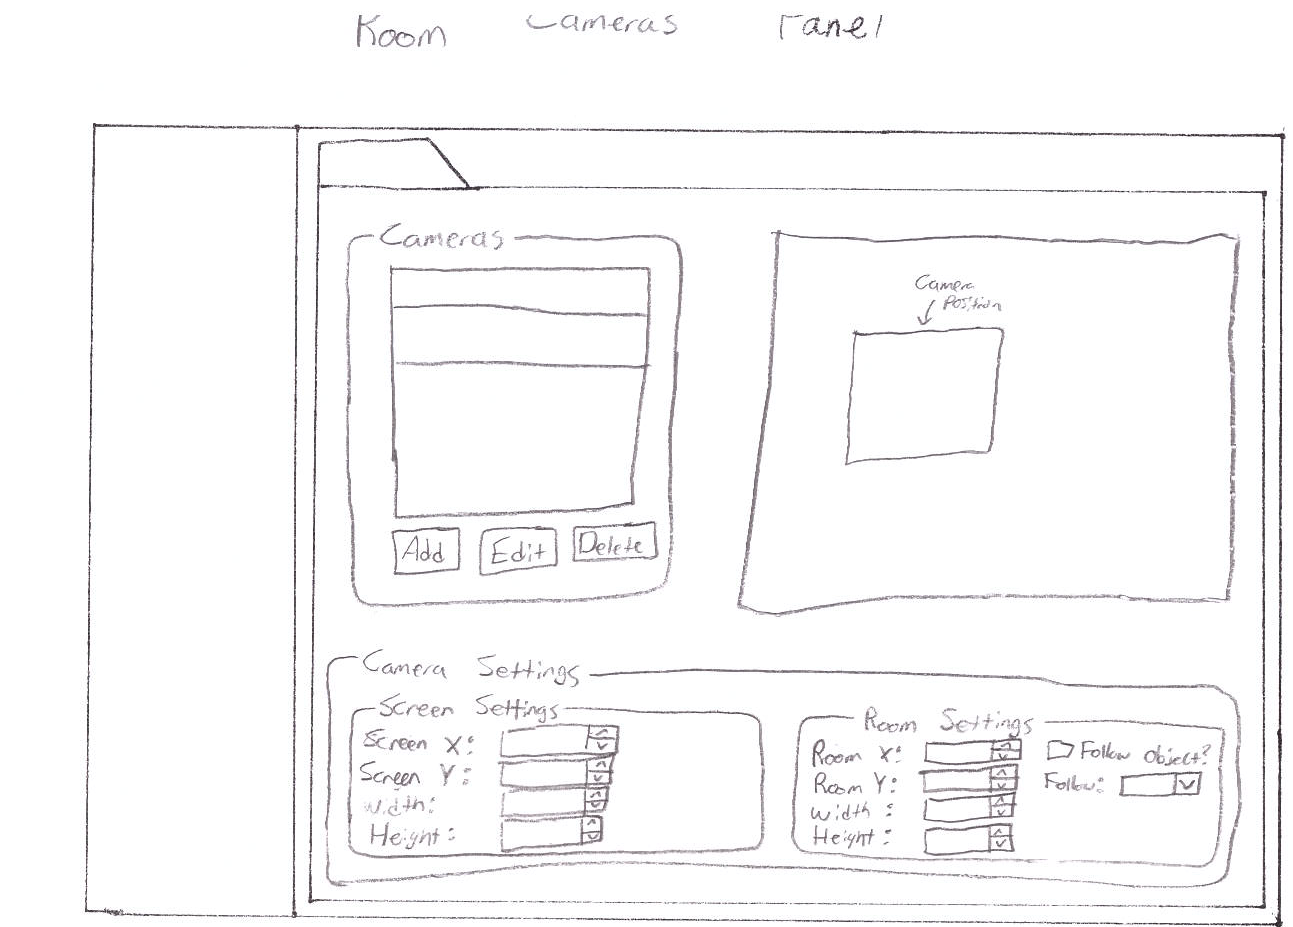 Room Cameras Panel
Cameras
Camera
Position
Add Edit Delete
Camera Settings
Screen Settings
Screen X:
Screen Y:
width:
Height:
Room Settings
Room X:
Room Y:
width :
Height :
Follow Object?
Follow: